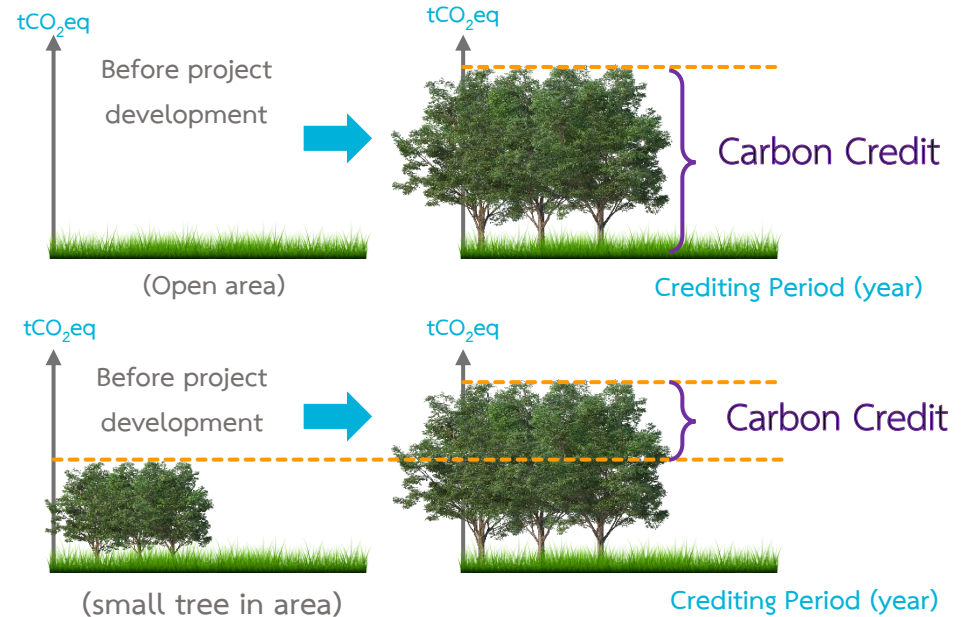 tCO₂eq
Before project
development
(Open area)
tCO₂eq
Carbon Credit
Crediting Period (year)
tCO₂eq
Before project
development
(small tree in area)
tCO₂eq
Carbon Credit
Crediting Period (year)